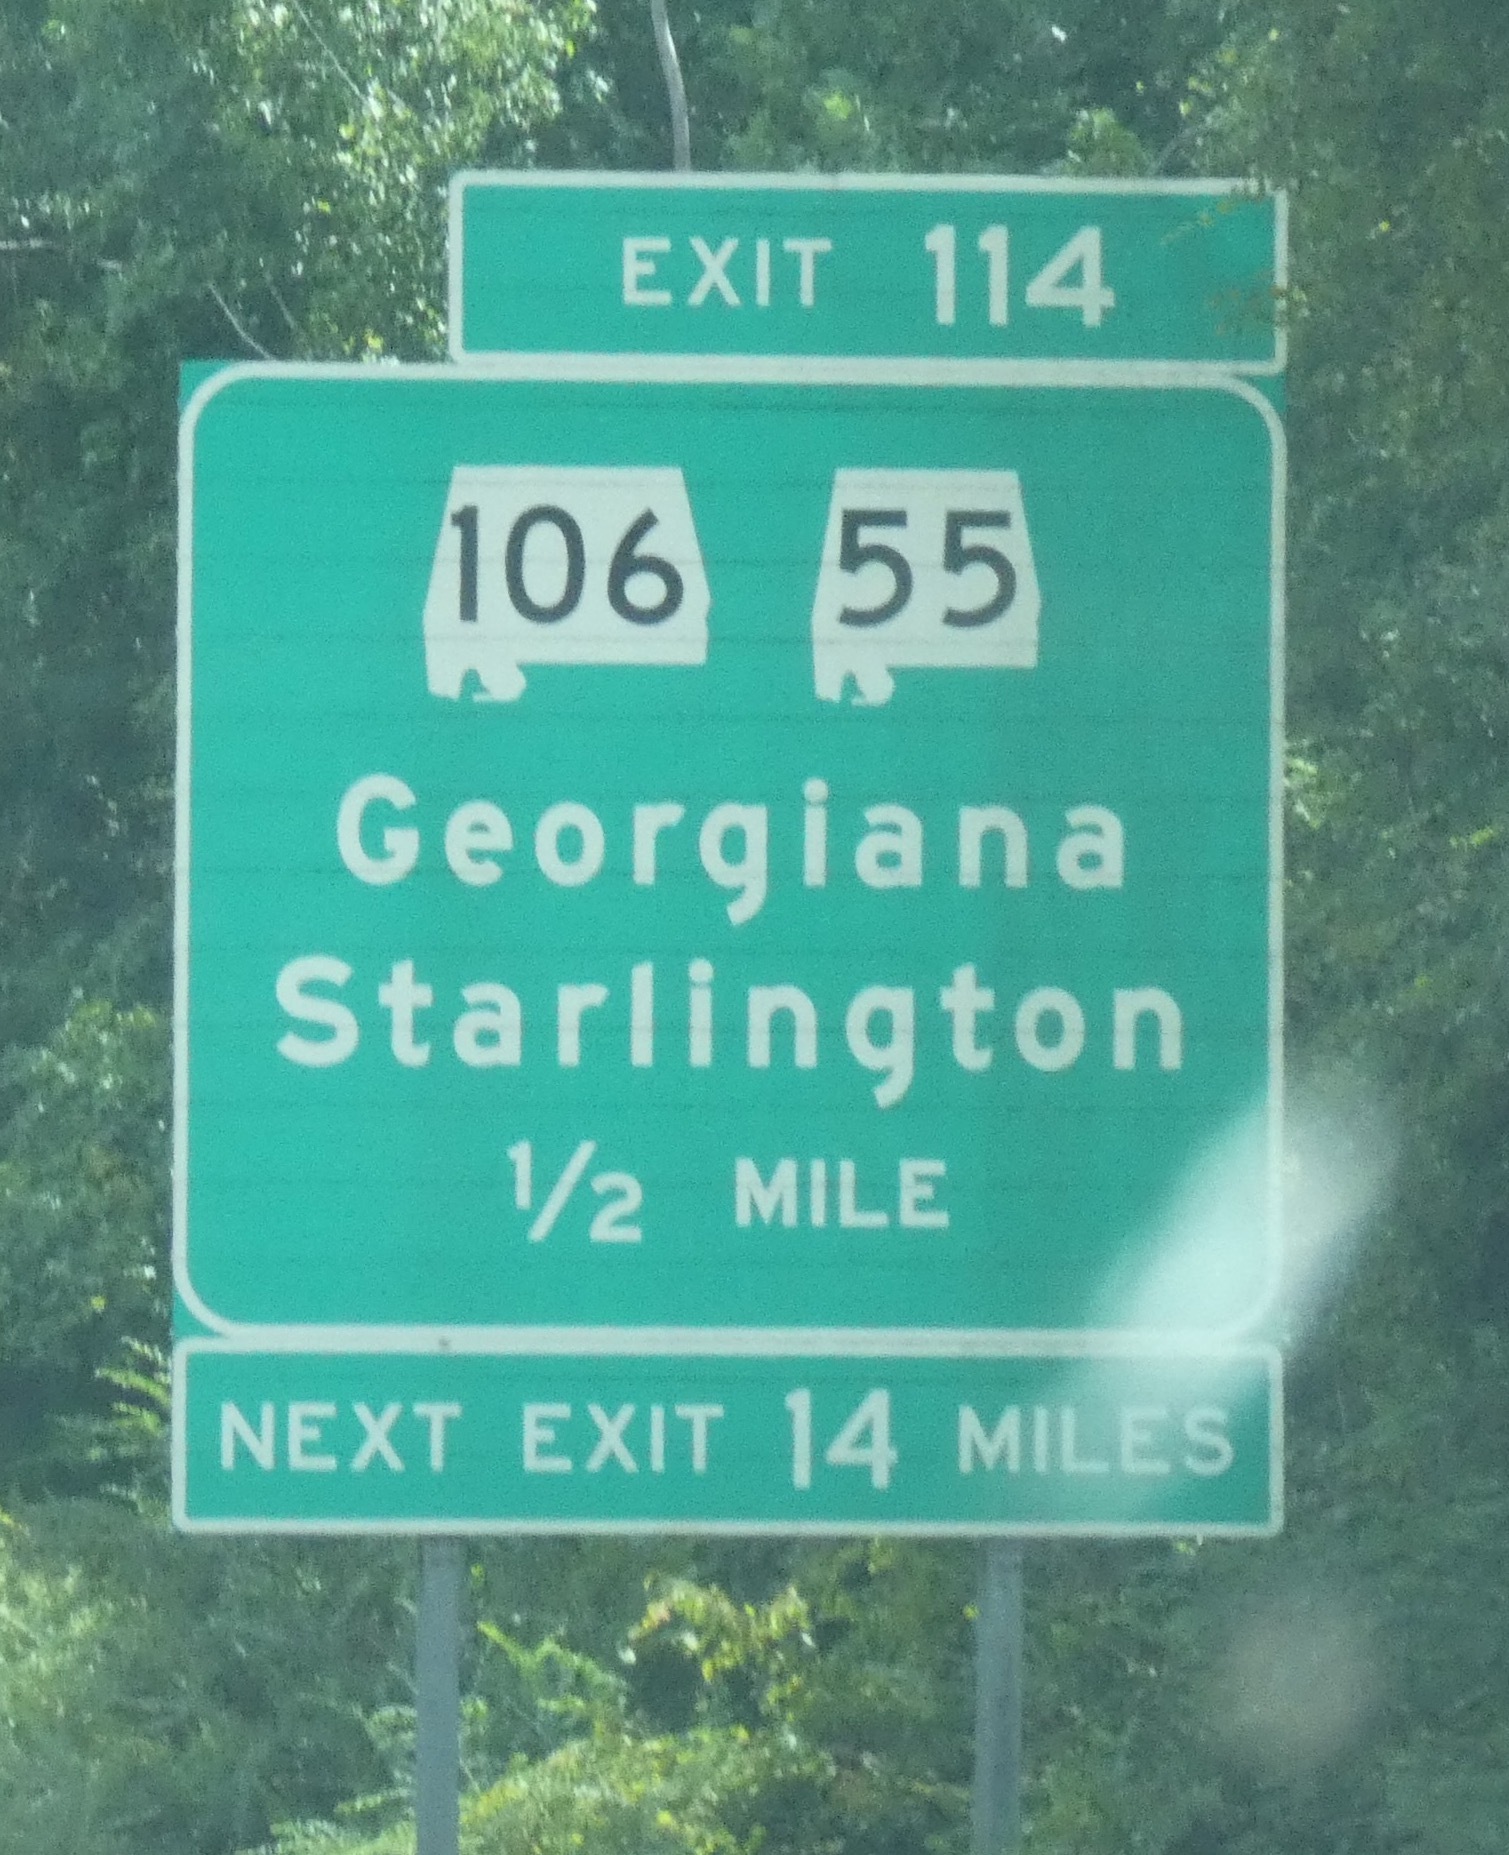 EXIT 114
106 55
Georgiana
Starlington
1/2 MILE
NEXT EXIT 14 MILES